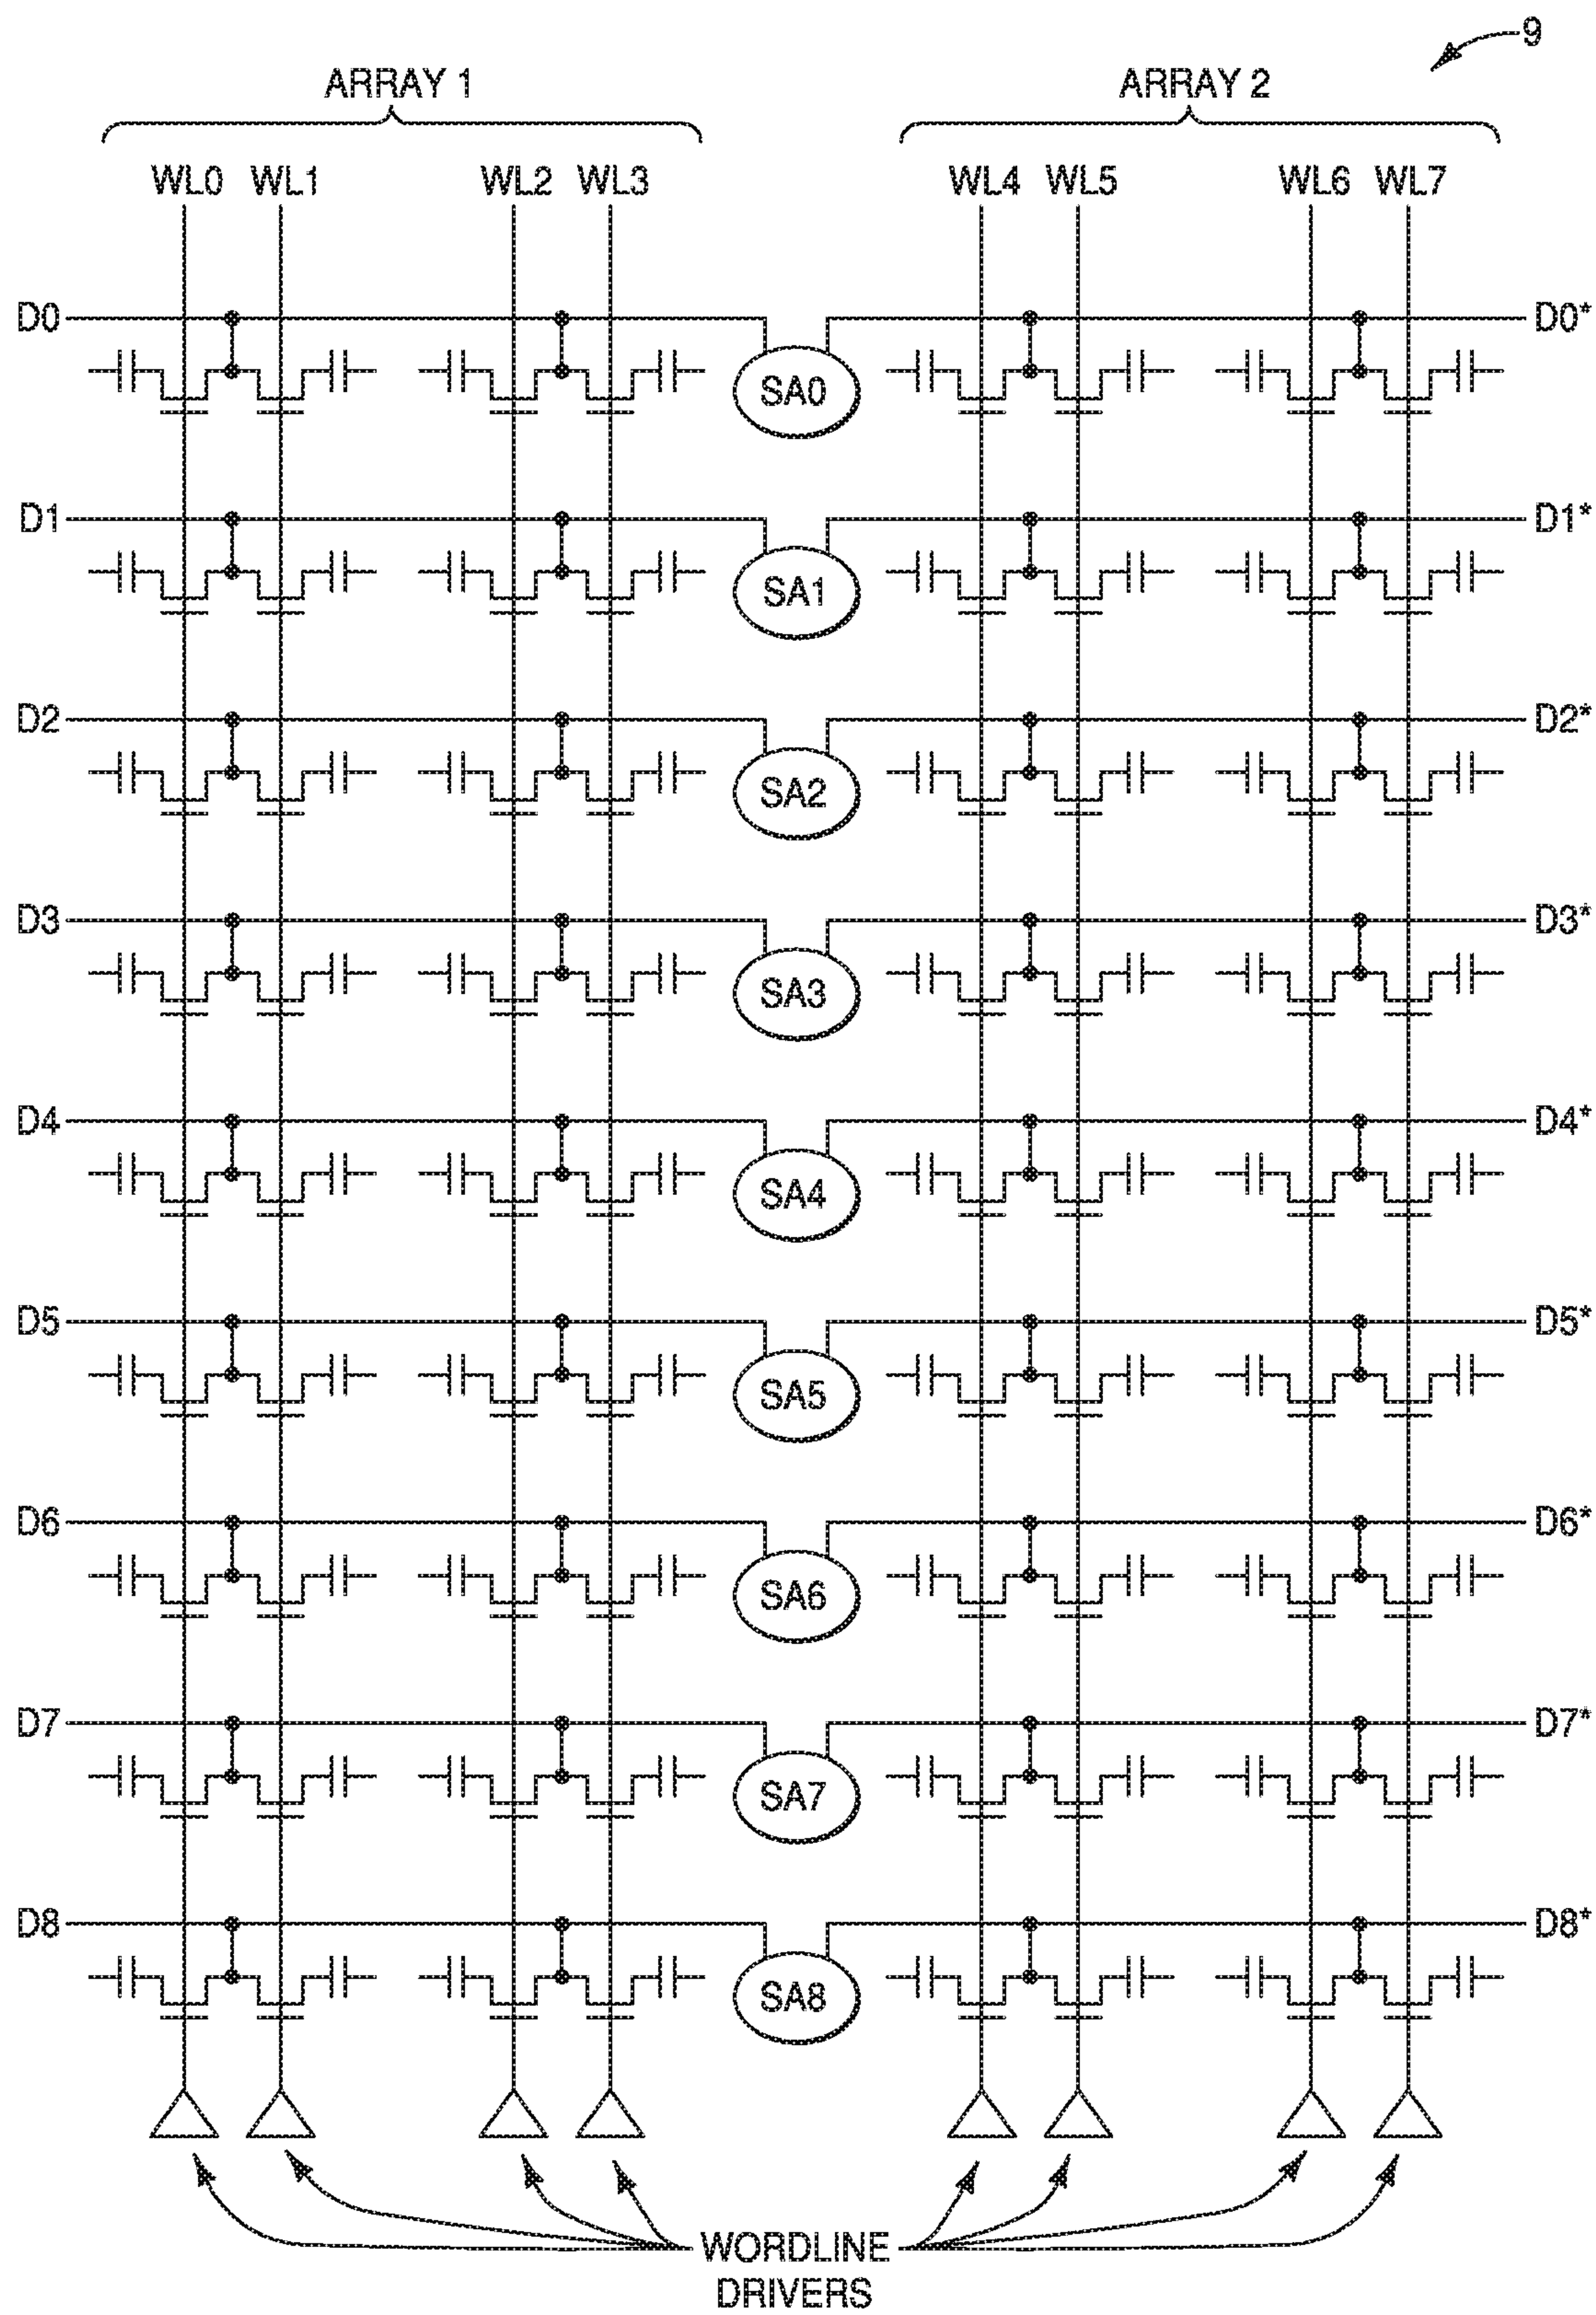 9
ARRAY 1 ARRAY 2
WL0 WL1 WL2 WL3 WL4 WL5 WL6 WL7
D0 D0*
SA0
D1 D1*
SA1
D2 D2*
SA2
D3 D3*
SA3
D4 D4*
SA4
D5 D5*
SA5
D6 D6*
SA6
D7 D7*
SA7
D8 D8*
SA8
WORDLINE
DRIVERS